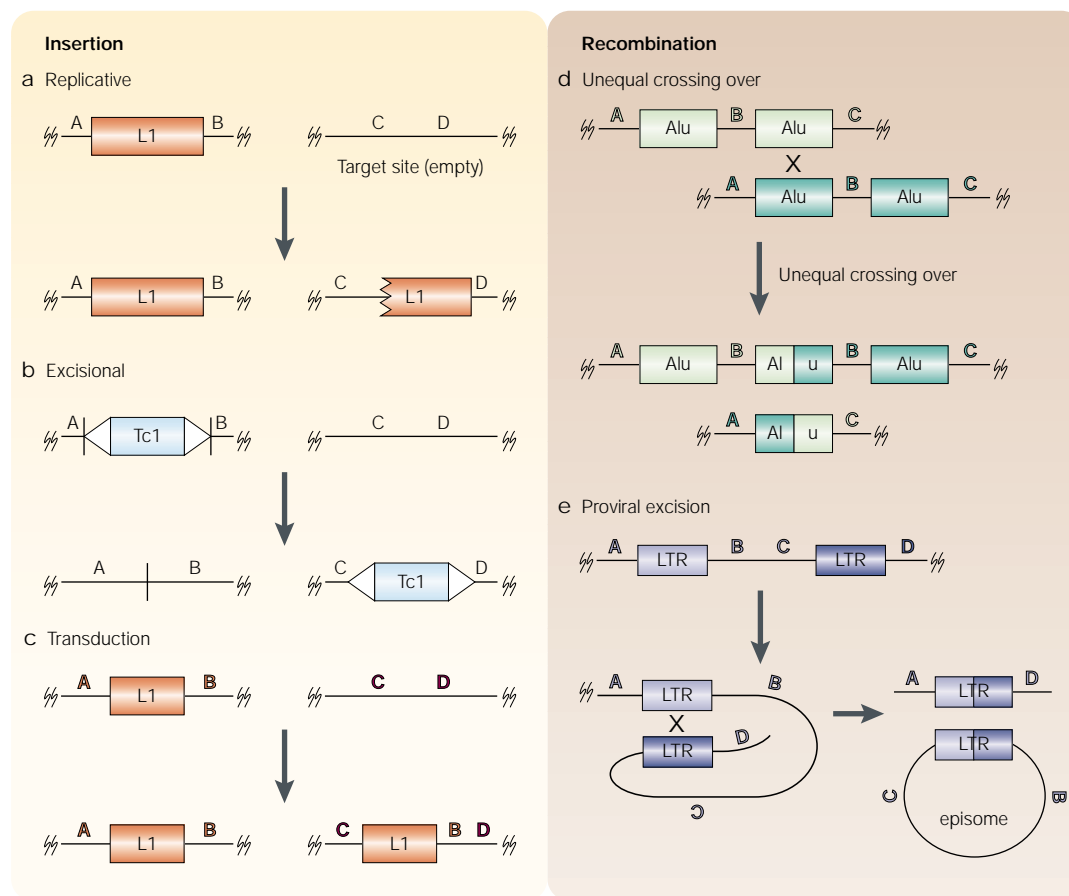 Insertion
a Replicative
A L1 B C D
Target site (empty)
A L1 B C L1 D
b Excisional
A Tc1 B C D
A B C Tc1 D
c Transduction
A L1 B C D
A L1 B C L1 B D
Recombination
d Unequal crossing over
A Alu B Alu C
X
A Alu B Alu C
Unequal crossing over
A Alu B Al u B Alu C
A Al u C
e Proviral excision
A LTR B C LTR D
A LTR B
X
LTR D
C
A LTR D
LTR
C B
episome